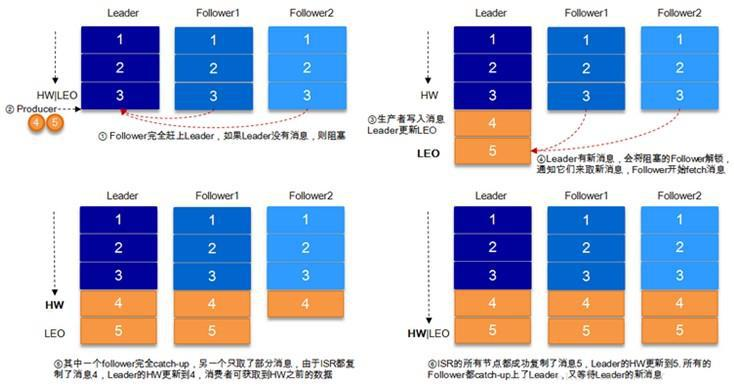 Leader Follower1 Follower2
1 1 1
2 2 2
3 3 3
HW|LEO
② Producer
4 5
① Follower完全赶上Leader，如果Leader没有消息，则阻塞
Leader Follower1 Follower2
1 1 1
2 2 2
3 3 3
HW
③生产者写入消息
Leader更新LEO
4
LEO
5
④Leader有新消息，会将阻塞的Follower解锁，
通知它们来取新消息，Follower开始fetch消息
Leader Follower1 Follower2
1 1 1
2 2 2
3 3 3
HW 4 4 4
LEO 5 5
⑤其中一个follower完全catch-up，另一个只取了部分消息，由于ISR都复
制了消息4，Leader的HW更新到4，消费者可获取到HW之前的数据
Leader Follower1 Follower2
1 1 1
2 2 2
3 3 3
4 4 4
HW|LEO 5 5 5
⑥ISR的所有节点都成功复制了消息5，Leader的HW更新到5. 所有的
Follower都catch-up上了Leader，又等待Leader的新消息